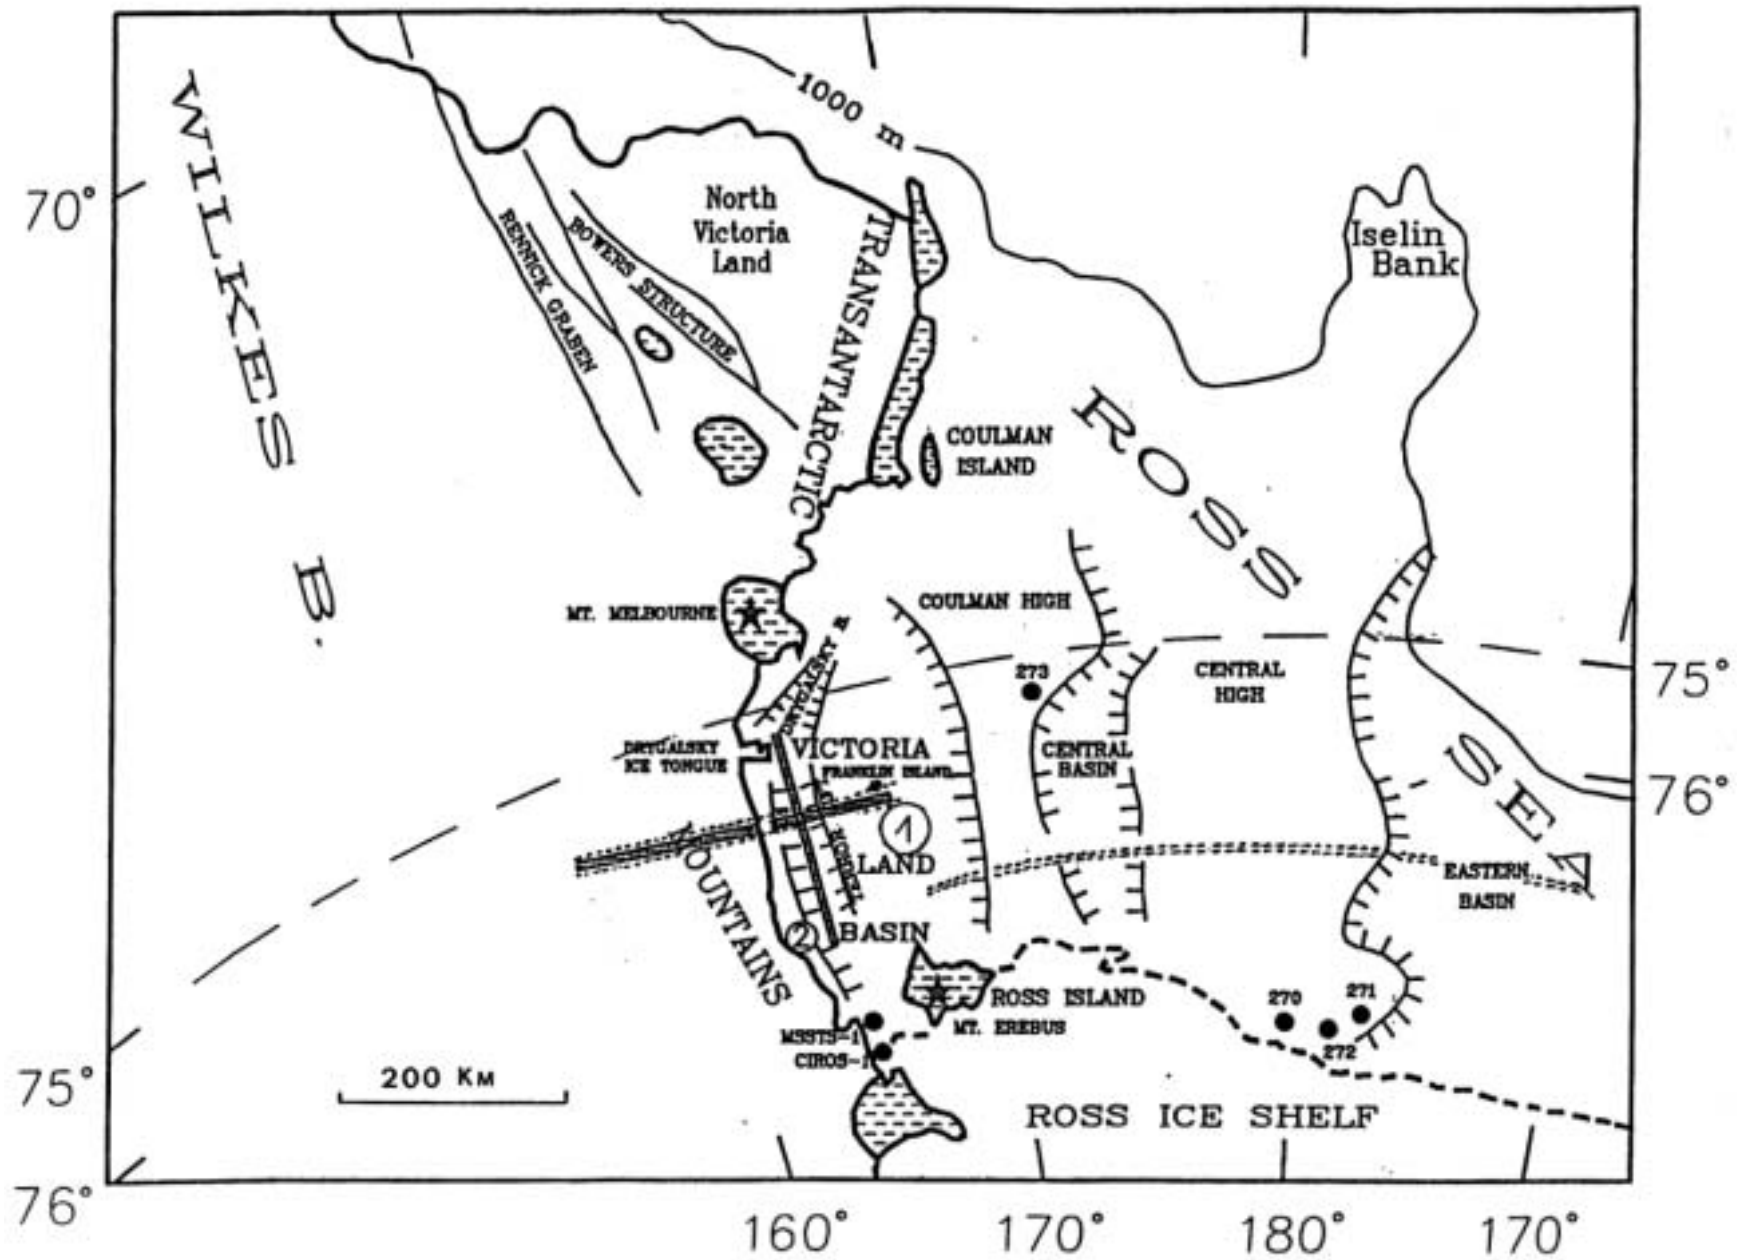 1000 m
WILKES B.
70°
North
Victoria
Land
Iselin
Bank
RENNICK GRABEN
BOWERS STRUCTURE
TRANSANTARCTIC
ROSS
COULMAN
ISLAND
MT. MELBOURNE
COULMAN HIGH
DRYGALSKY B.
273
CENTRAL
HIGH
75°
DRYGALSKY
ICE TONGUE
VICTORIA
FRANKLIN ISLAND
CENTRAL
BASIN
SEA
76°
1
TERROR
LAND
MOUNTAINS
EASTERN
BASIN
2
BASIN
ROSS ISLAND
MT. EREBUS
270
271
272
MSSTS-1
CIROS-1
75°
200 KM
ROSS ICE SHELF
76°
160°
170°
180°
170°